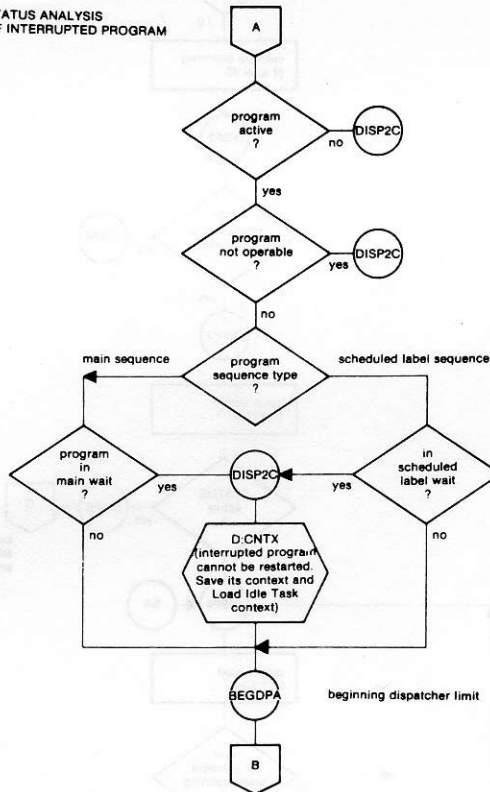 TATUS ANALYSIS
F INTERRUPTED PROGRAM
A
program
active
?
DISP2C
no
yes
program
not operable
?
DISP2C
yes
no
main sequence
program
sequence type
?
scheduled label sequence
program
in
main wait
?
yes
DISP2C
yes
in
scheduled
label wait
?
no
no
D:CNTX
(interrupted program
cannot be restarted.
Save its context and
Load Idle Task
context)
BEGDPA
beginning dispatcher limit
B